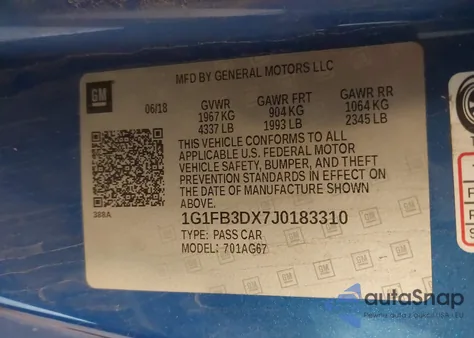 MFD BY GENERAL MOTORS LLC
GM
06/18 GVWR GAWR FRT GAWR RR
1967 KG 904 KG 1064 KG
4337 LB 1993 LB 2345 LB
THIS VEHICLE CONFORMS TO ALL
APPLICABLE U.S. FEDERAL MOTOR
VEHICLE SAFETY, BUMPER, AND THEFT
PREVENTION STANDARDS IN EFFECT ON
THE DATE OF MANUFACTURE SHOWN
ABOVE.
388A
1G1FB3DX7J0183310
TYPE: PASS CAR
MODEL: 701AG67
autoSnap